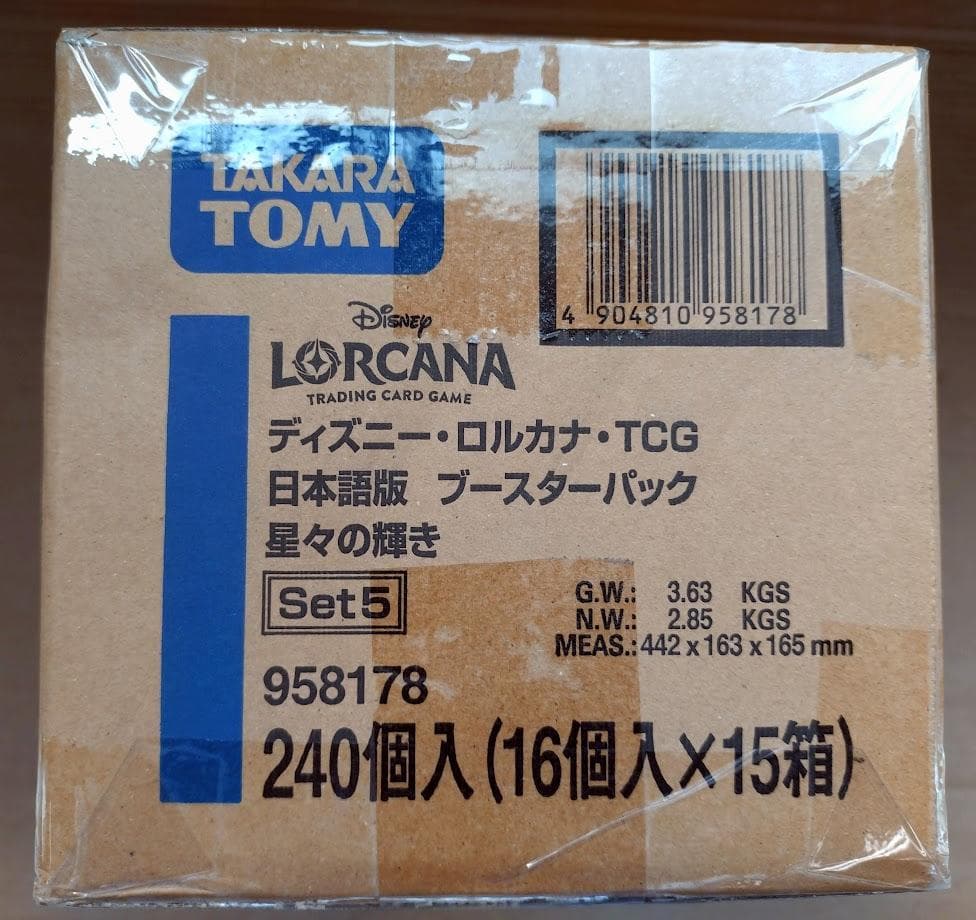 TAKARA
TOMY
4 904810 958178
Disney
LORCANA
TRADING CARD GAME
ディズニー・ロルカナ・TCG
日本語版 ブースターパック
星々の輝き
Set5
G.W.: 3.63 KGS
N.W.: 2.85 KGS
MEAS.: 442 x 163 x 165 mm
958178
240個入(16個入×15箱)